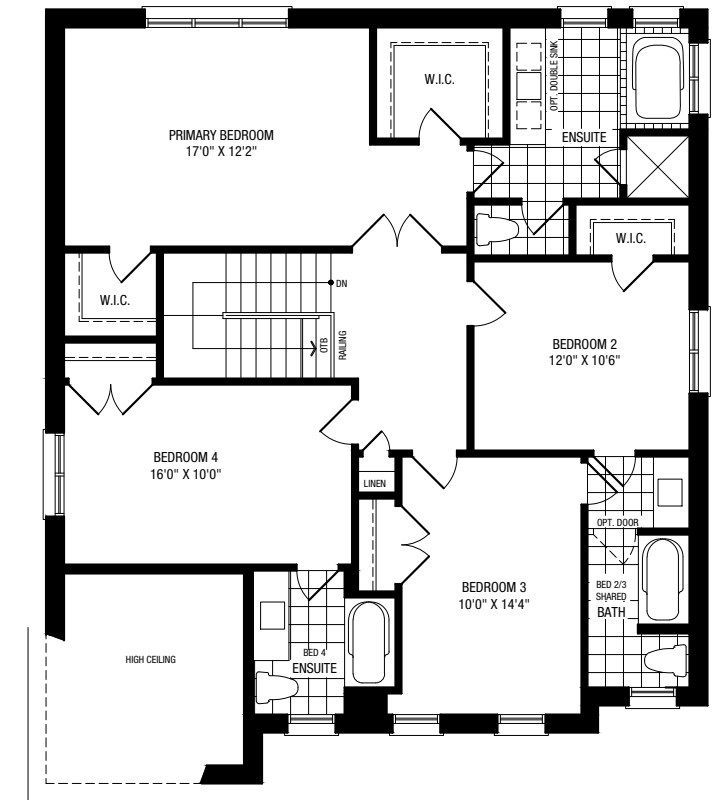 W.I.C.
OPT. DOUBLE SINK
PRIMARY BEDROOM
17'0" X 12'2"
ENSUITE
W.I.C.
W.I.C.
DN
OTB
RAILING
BEDROOM 2
12'0" X 10'6"
BEDROOM 4
16'0" X 10'0"
LINEN
OPT. DOOR
BEDROOM 3
10'0" X 14'4"
BED 2/3
SHARED
BATH
HIGH CEILING
BED 4
ENSUITE